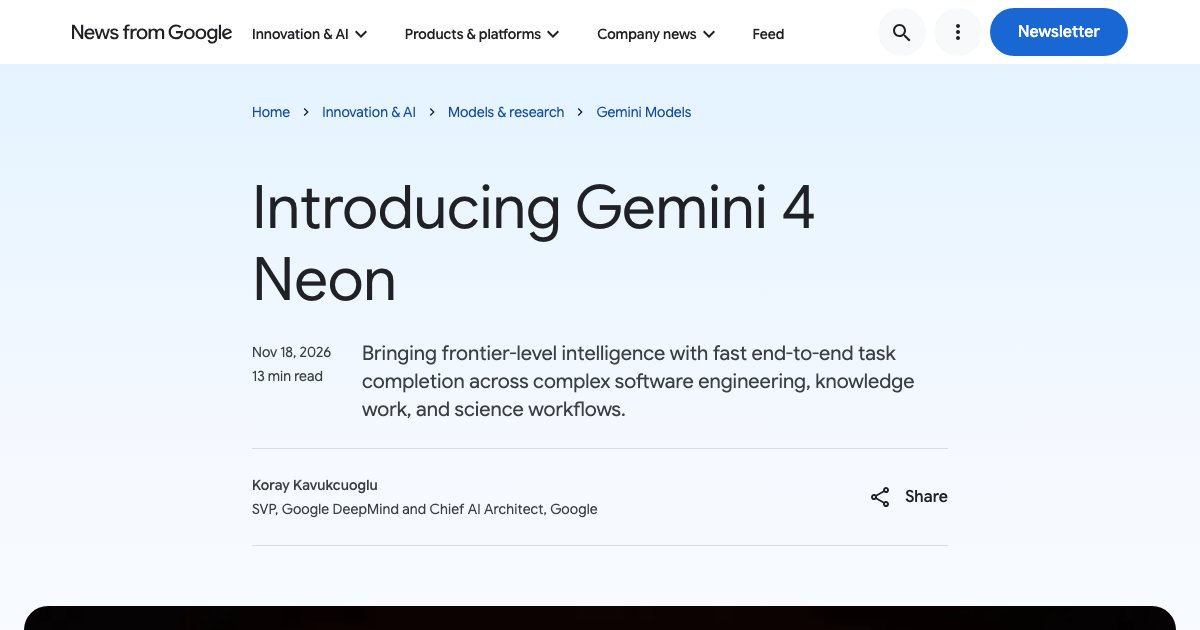 News from Google
Innovation & AI
Products & platforms
Company news
Feed
Newsletter
Home > Innovation & AI > Models & research > Gemini Models
Introducing Gemini 4
Neon
Nov 18, 2026
13 min read
Bringing frontier-level intelligence with fast end-to-end task
completion across complex software engineering, knowledge
work, and science workflows.
Koray Kavukcuoglu
SVP, Google DeepMind and Chief AI Architect, Google
Share